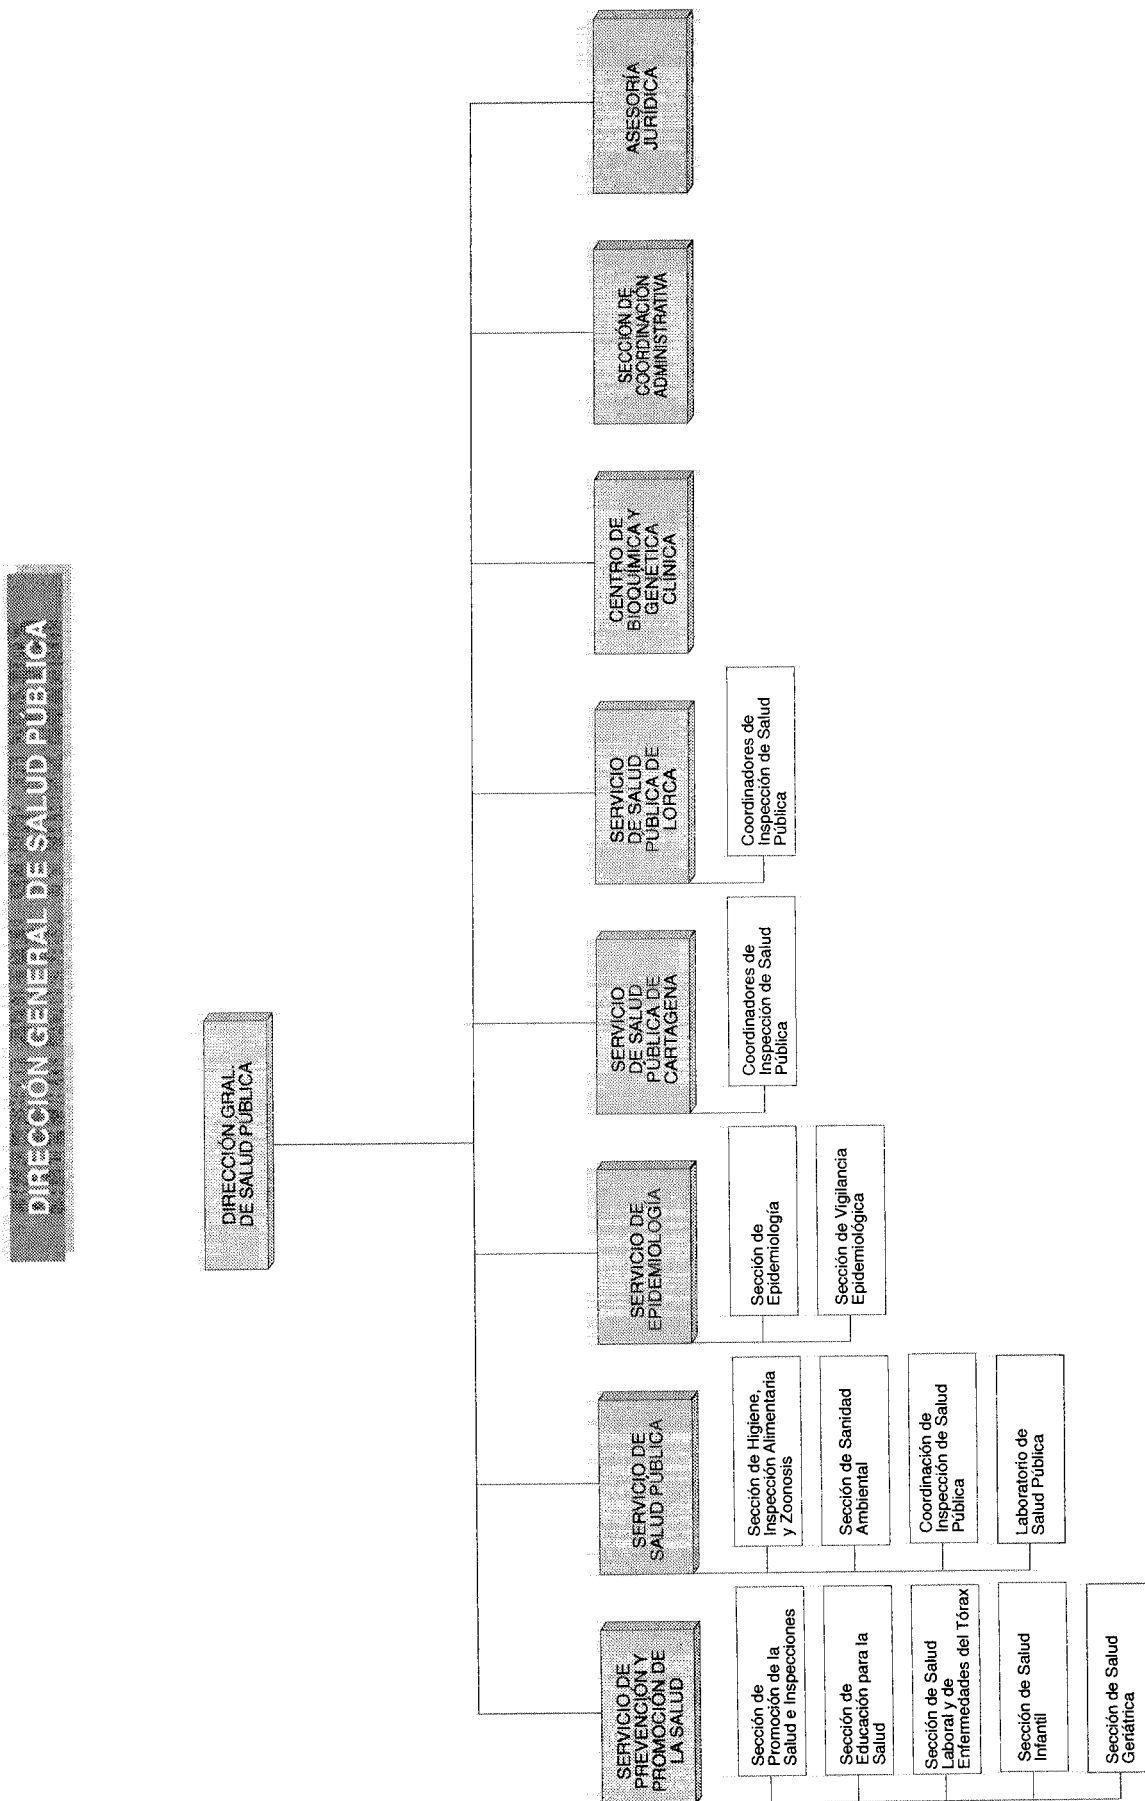 DIRECCIÓN GENERAL DE SALUD PÚBLICA
DIRECCIÓN GRAL.
DE SALUD PÚBLICA
SERVICIO DE
PREVENCIÓN Y
PROMOCIÓN DE
LA SALUD
Sección de
Promoción de la
Salud e Inspecciones
Sección de
Educación para la
Salud
Sección de Salud
Laboral y de
Enfermedades del Tórax
Sección de Salud
Infantil
Sección de Salud
Geriátrica
SERVICIO DE
SALUD PÚBLICA
Sección de Higiene,
Inspección Alimentaria
y Zoonosis
Sección de Sanidad
Ambiental
Coordinación de
Inspección de Salud
Pública
Laboratorio de
Salud Pública
SERVICIO DE
EPIDEMIOLOGÍA
Sección de
Epidemiología
Sección de Vigilancia
Epidemiológica
SERVICIO
DE SALUD
PÚBLICA DE
CARTAGENA
Coordinadores de
Inspección de Salud
Pública
SERVICIO
DE SALUD
PÚBLICA DE
LORCA
Coordinadores de
Inspección de Salud
Pública
CENTRO DE
BIOQUÍMICA Y
GENÉTICA
CLÍNICA
SECCIÓN DE
COORDINACIÓN
ADMINISTRATIVA
ASESORÍA
JURÍDICA